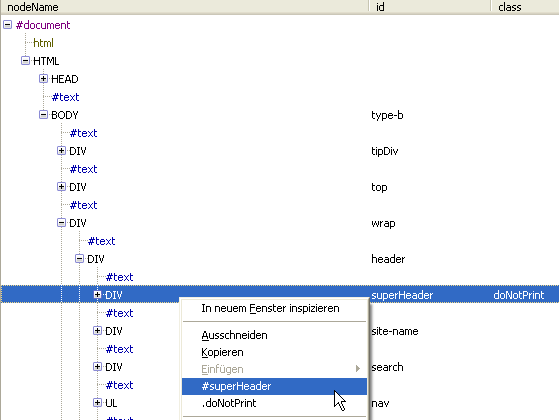 nodeName id class
#document
html
HTML
HEAD
#text
BODY type-b
#text
DIV tipDiv
#text
DIV top
#text
DIV wrap
#text
DIV header
#text
DIV superHeader doNotPrint
#text
In neuem Fenster inspizieren
DIV site-name
Ausschneiden
#text
Kopieren
DIV search
Einfügen
#text
#superHeader
UL nav
.doNotPrint